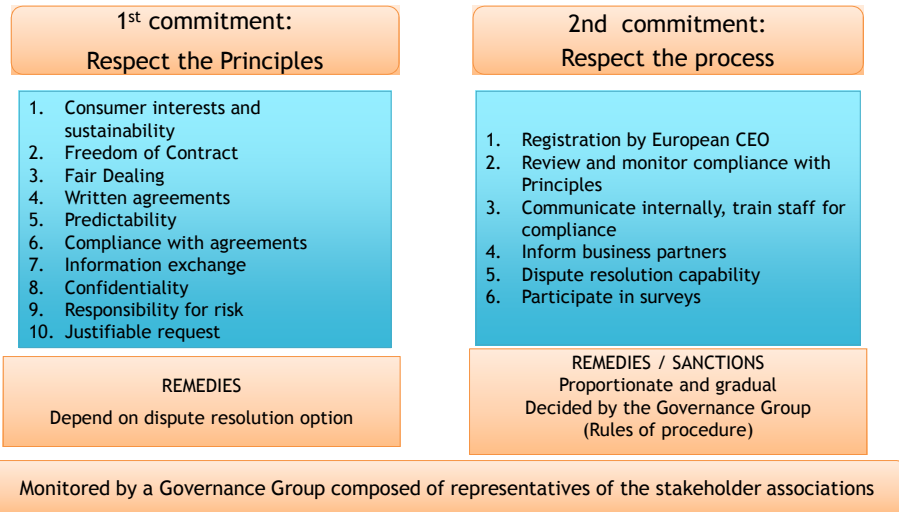 1st commitment:
Respect the Principles
1. Consumer interests and
sustainability
2. Freedom of Contract
3. Fair Dealing
4. Written agreements
5. Predictability
6. Compliance with agreements
7. Information exchange
8. Confidentiality
9. Responsibility for risk
10. Justifiable request
REMEDIES
Depend on dispute resolution option
2nd commitment:
Respect the process
1. Registration by European CEO
2. Review and monitor compliance with
Principles
3. Communicate internally, train staff for
compliance
4. Inform business partners
5. Dispute resolution capability
6. Participate in surveys
REMEDIES / SANCTIONS
Proportionate and gradual
Decided by the Governance Group
(Rules of procedure)
Monitored by a Governance Group composed of representatives of the stakeholder associations